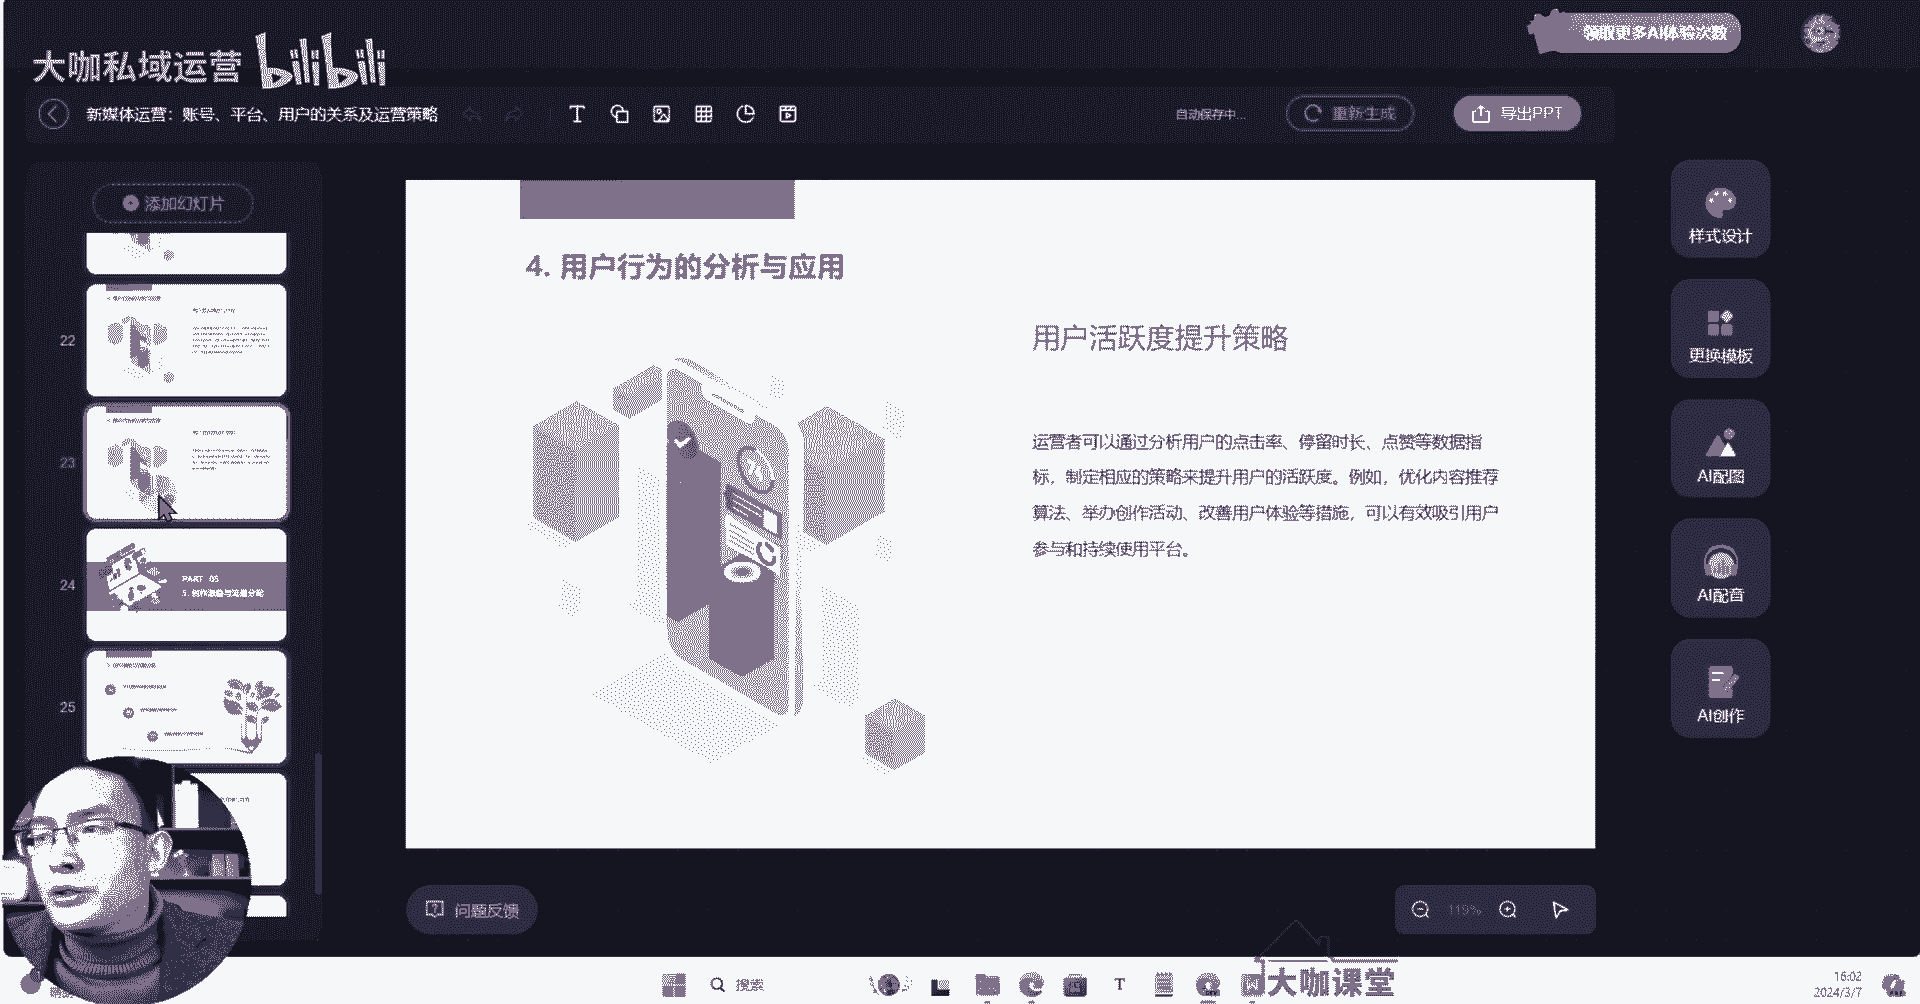 领取更多AI体验次数
大咖私域运营 bilibili
新媒体运营：账号、平台、用户的关系及运营策略
自动保存中...
重新生成
导出PPT
添加幻灯片
22
23
24
PART 05
25
4. 用户行为的分析与应用
用户活跃度提升策略
运营者可以通过分析用户的点击率、停留时长、点赞等数据指
标，制定相应的策略来提升用户的活跃度。例如，优化内容推荐
算法、举办创作活动、改善用户体验等措施，可以有效吸引用户
参与和持续使用平台。
样式设计
更换模板
AI配图
AI配音
AI创作
问题反馈
119%
搜索
大咖课堂
16:02
2024/3/7